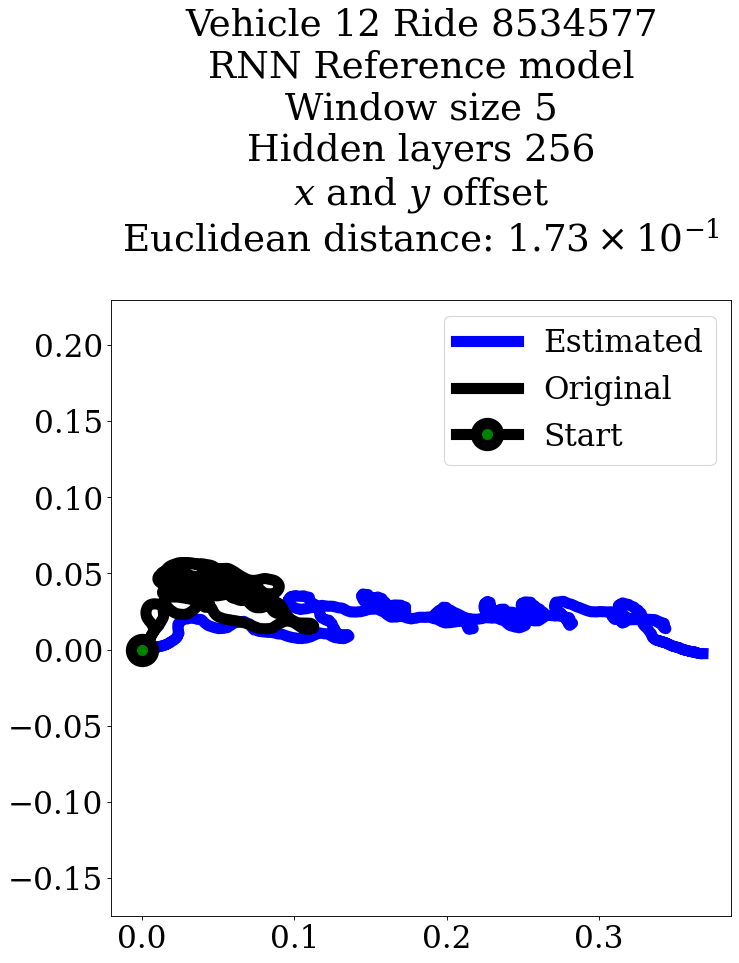 Vehicle 12 Ride 8534577
RNN Reference model
Window size 5
Hidden layers 256
x and y offset
Euclidean distance: 1.73 × 10⁻¹
Estimated
Original
Start
0.20
0.15
0.10
0.05
0.00
−0.05
−0.10
−0.15
0.0 0.1 0.2 0.3